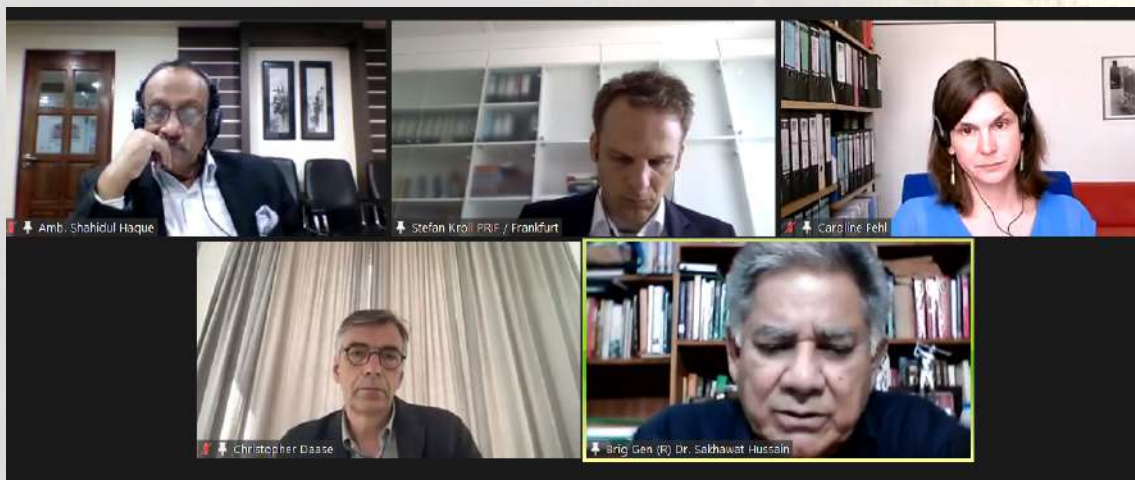 Amb. Shahidul Haque
Stefan Kroll PRIF / Frankfurt
Caroline Fehl
Christopher Daase
Brig Gen (R) Dr. Sakhawat Hussain